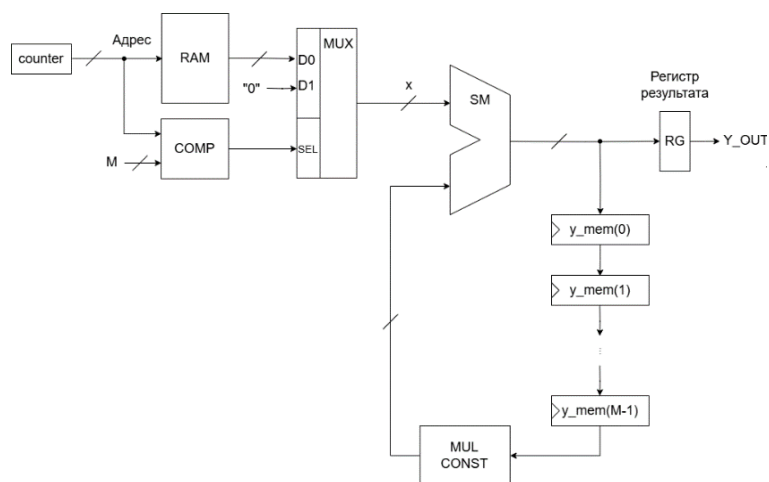 counter
Адрес
RAM
COMP
M
"0"
D0
D1
SEL
MUX
x
SM
Регистр
результата
RG
Y_OUT
y_mem(0)
y_mem(1)
...
y_mem(M-1)
MUL
CONST